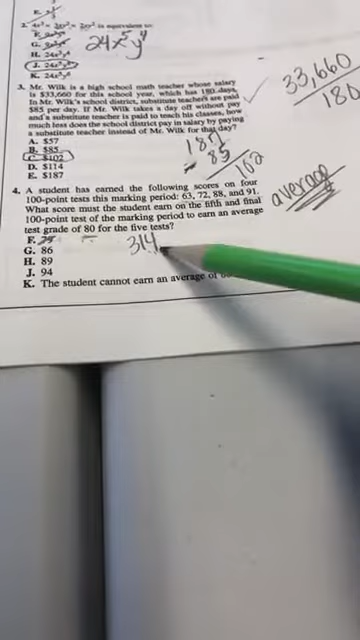 2. 4x² • 3x²y² • 2xy² is equivalent to:
H. 24x⁵y⁴
K.
24x⁵y⁴
3. Mr. Wilk is a high school math teacher whose salary
is $33,660 for this school year, which has 180 days.
In Mr. Wilk's school district, substitute teachers are paid
$85 per day. If Mr. Wilk takes a day off without pay
and a substitute teacher is paid to teach his classes, how
much less does the school district pay in salary by paying
a substitute teacher instead of Mr. Wilk for that day?
A. $57
B. $85
C. $102
D. $114
E. $187
33,660
180
187
- 85
102
4. A student has earned the following scores on four
100-point tests this marking period: 63, 72, 88, and 91.
What score must the student earn on the fifth and final
100-point test of the marking period to earn an average
test grade of 80 for the five tests?
average
F.
G. 86
H. 89
J. 94
K. The student cannot earn an average of
314